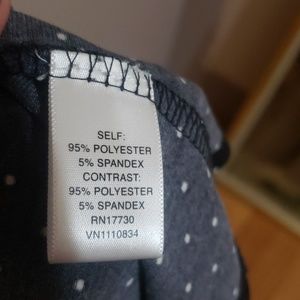 SELF:
95% POLYESTER
5% SPANDEX
CONTRAST:
95% POLYESTER
5% SPANDEX
RN17730
VN1110834